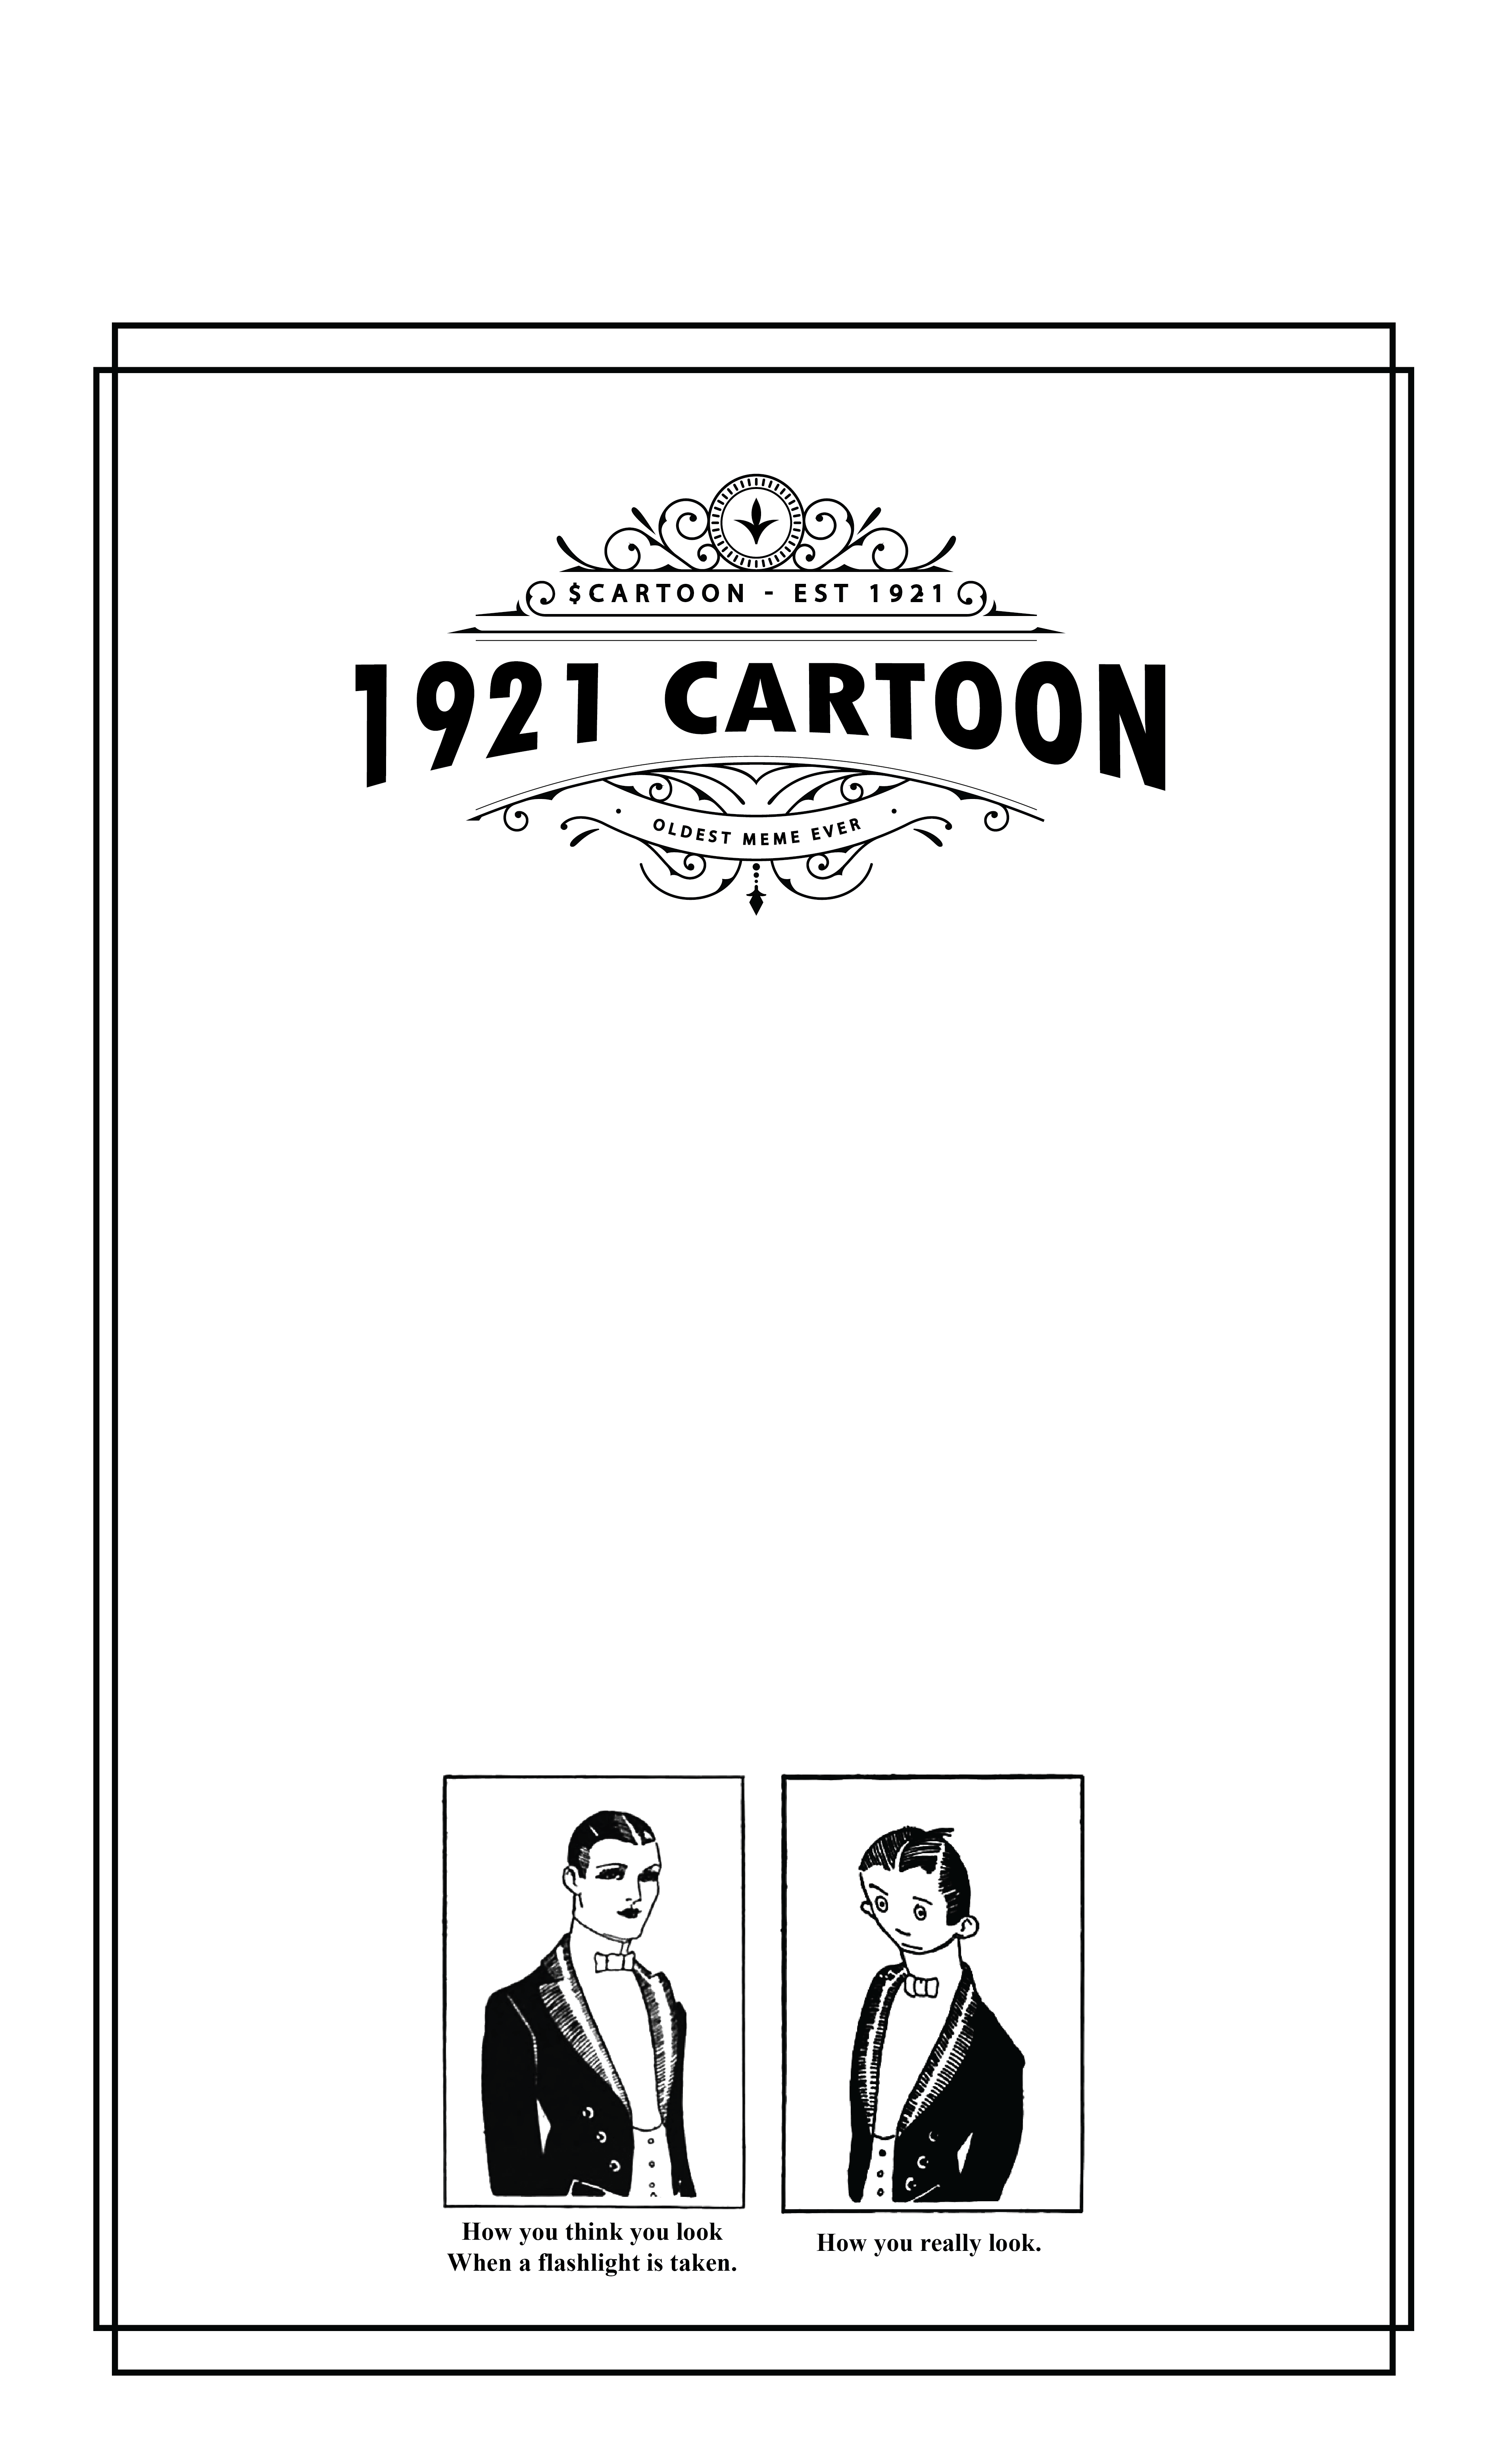 $CARTOON - EST 1921
1921 CARTOON
OLDEST MEME EVER
How you think you look
When a flashlight is taken.
How you really look.